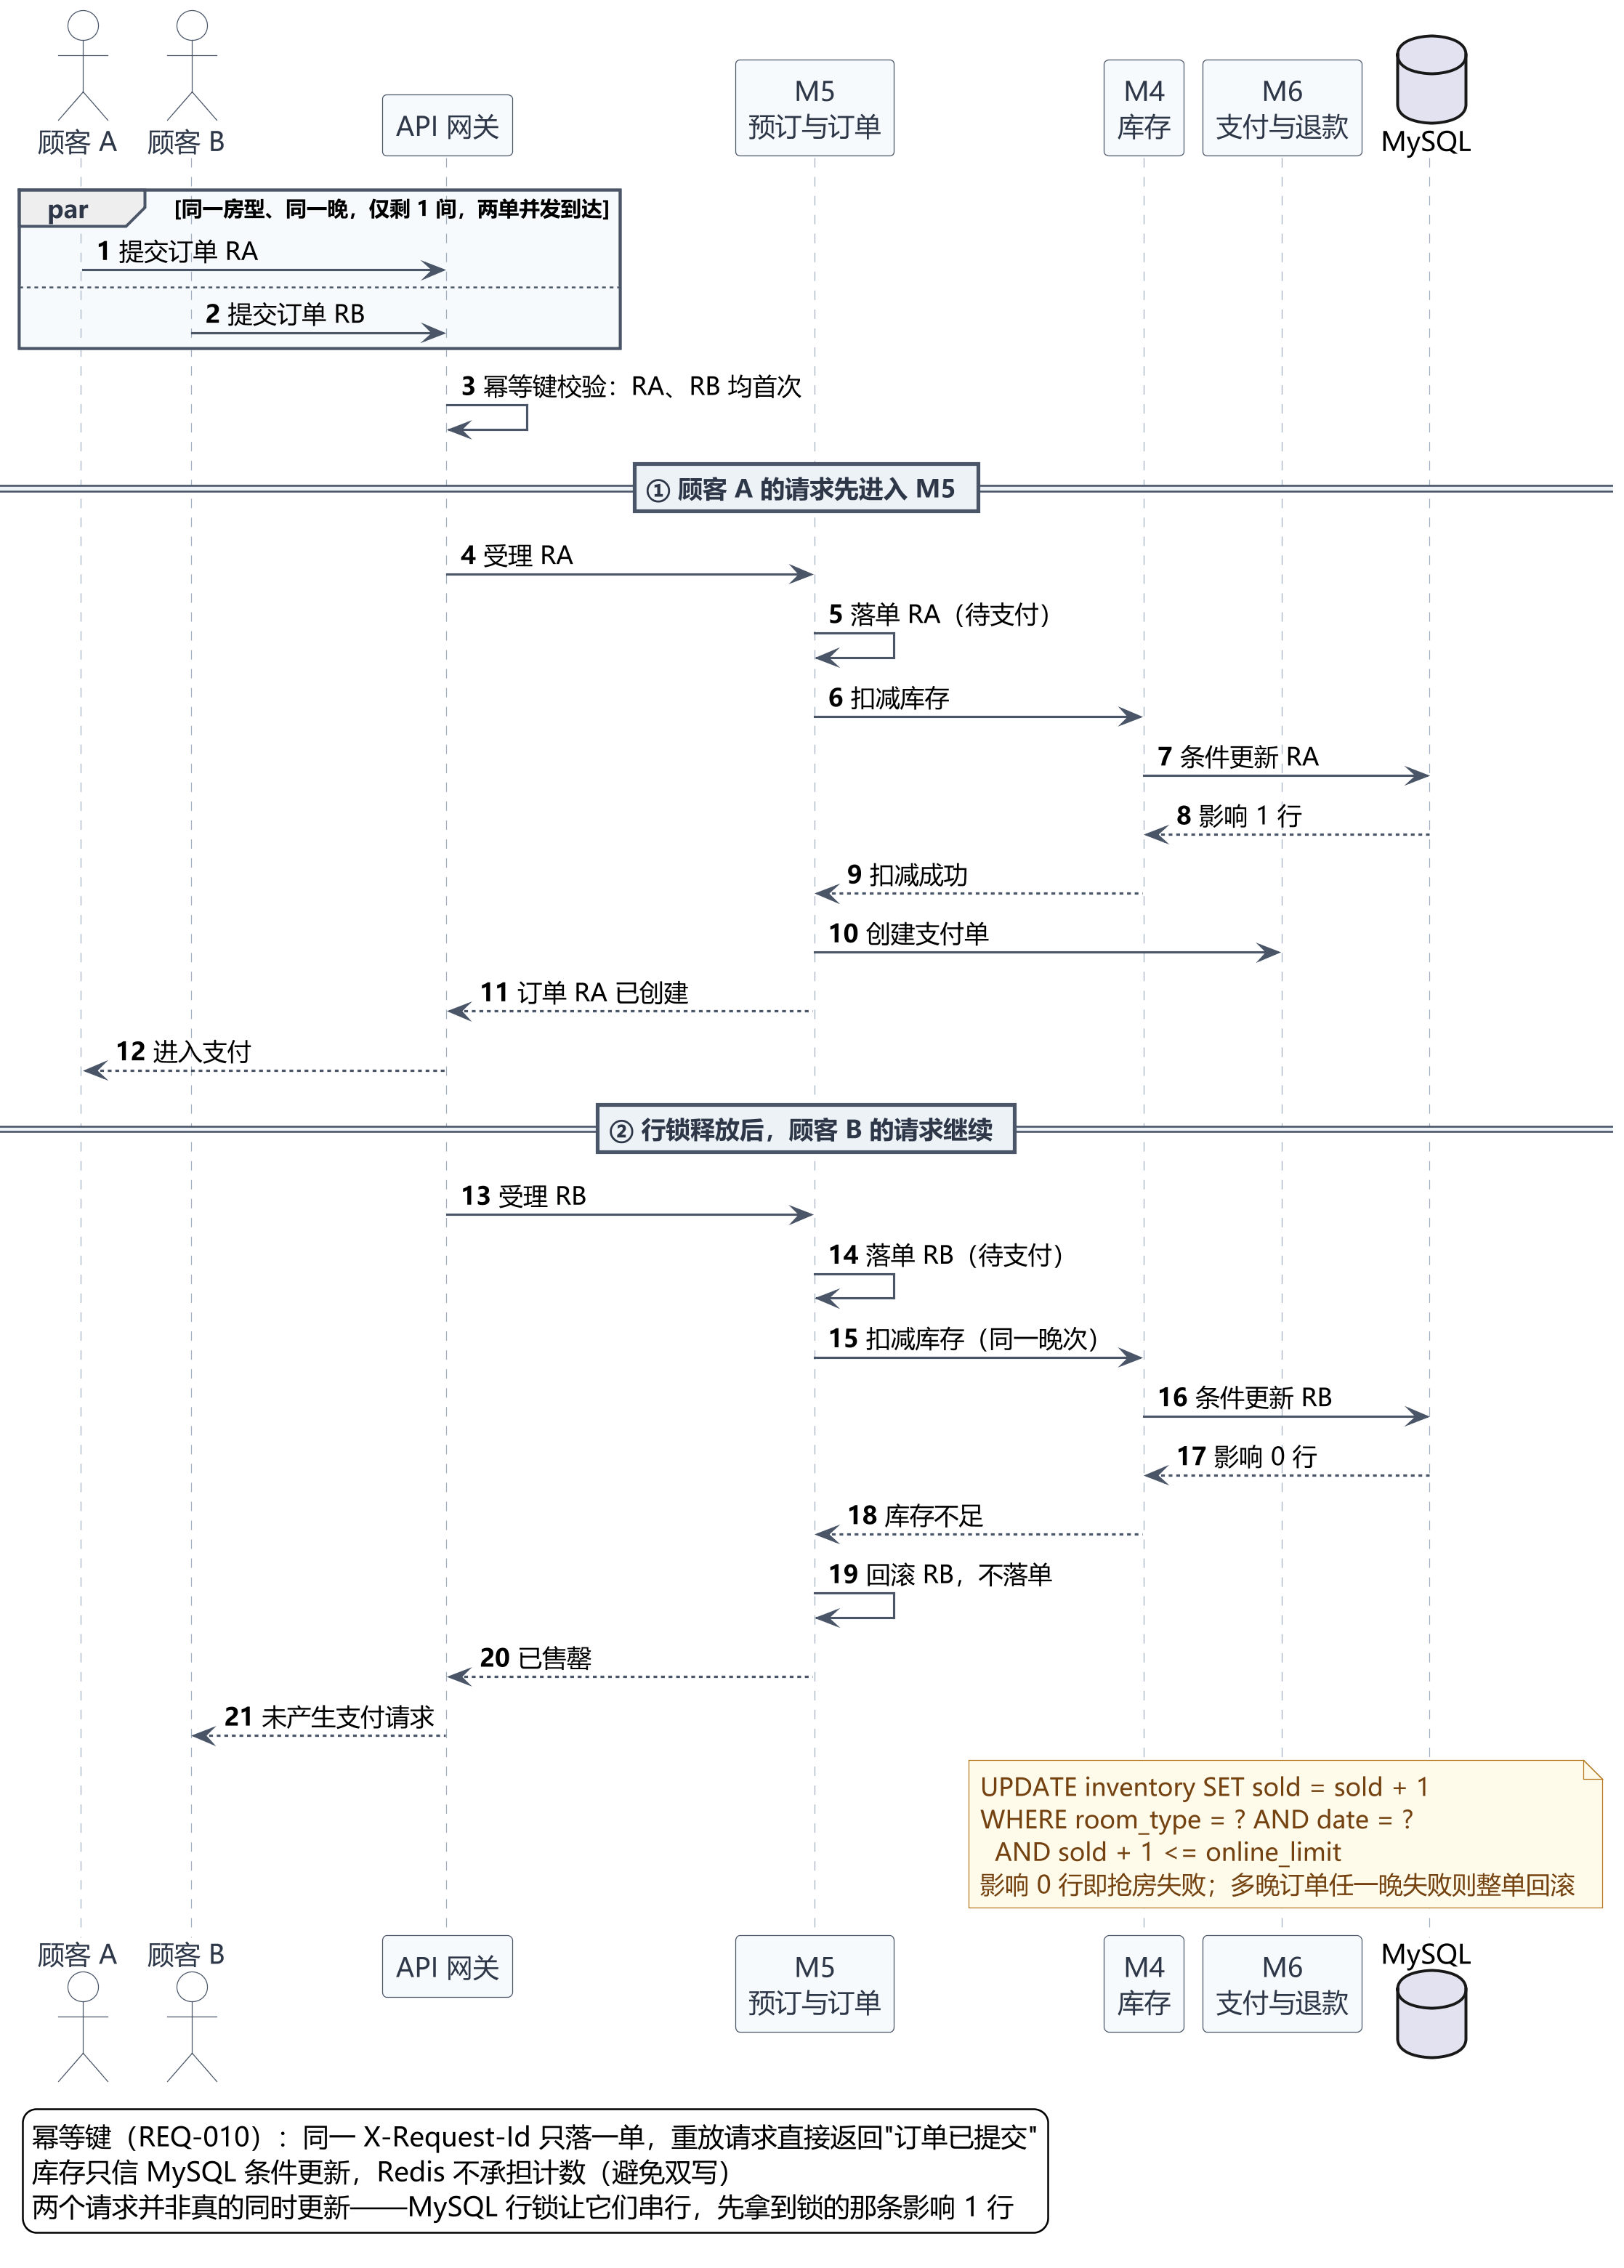 顾客 A
顾客 B
API 网关
M5
预订与订单
M4
库存
M6
支付与退款
MySQL
par [同一房型、同一晚，仅剩 1 间，两单并发到达]
1 提交订单 RA
2 提交订单 RB
3 幂等键校验：RA、RB 均首次
① 顾客 A 的请求先进入 M5
4 受理 RA
5 落单 RA（待支付）
6 扣减库存
7 条件更新 RA
8 影响 1 行
9 扣减成功
10 创建支付单
11 订单 RA 已创建
12 进入支付
② 行锁释放后，顾客 B 的请求继续
13 受理 RB
14 落单 RB（待支付）
15 扣减库存（同一晚次）
16 条件更新 RB
17 影响 0 行
18 库存不足
19 回滚 RB，不落单
20 已售罄
21 未产生支付请求
UPDATE inventory SET sold = sold + 1
WHERE room_type = ? AND date = ?
AND sold + 1 <= online_limit
影响 0 行即抢房失败；多晚订单任一晚失败则整单回滚
顾客 A
顾客 B
API 网关
M5
预订与订单
M4
库存
M6
支付与退款
MySQL
幂等键（REQ-010）：同一 X-Request-Id 只落一单，重放请求直接返回"订单已提交"
库存只信 MySQL 条件更新，Redis 不承担计数（避免双写）
两个请求并非真的同时更新——MySQL 行锁让它们串行，先拿到锁的那条影响 1 行